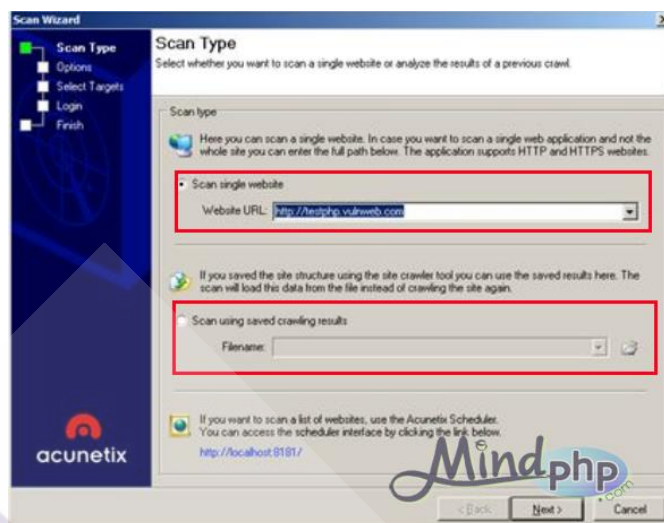 Scan Wizard
Scan Type
Options
Select Targets
Login
Finish
Scan Type
Select whether you want to scan a single website or analyze the results of a previous crawl.
Scan type
Here you can scan a single website. In case you want to scan a single web application and not the
whole site you can enter the full path below. The application supports HTTP and HTTPS websites.
Scan single website
Website URL: http://testphp.vulnweb.com
If you saved the site structure using the site crawler tool you can use the saved results here. The
scan will load this data from the file instead of crawling the site again.
Scan using saved crawling results
Filename:
If you want to scan a list of websites, use the Acunetix Scheduler.
You can access the scheduler interface by clicking the link below.
http://localhost:8181/
acunetix
Mindphp
.com
< Back
Next >
Cancel